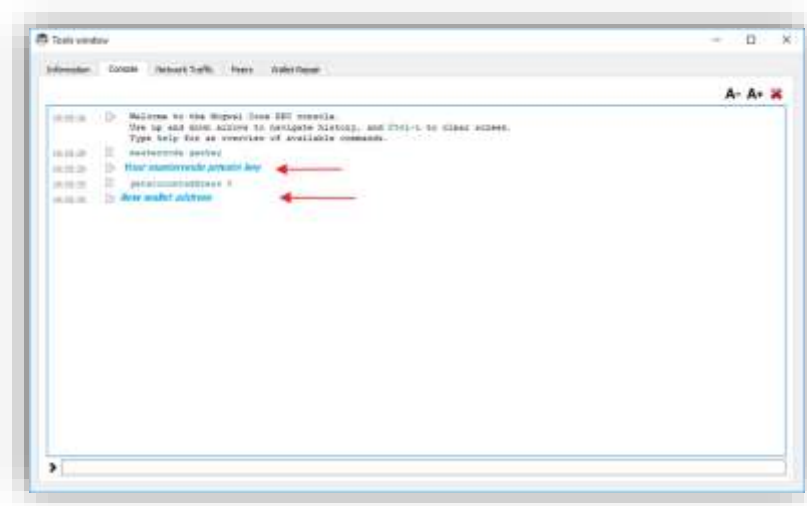 Tools window
Information Console Network Traffic Peers Wallet Repair
A- A+
Welcome to the RPC console.
Use up and down arrows to navigate history, and Ctrl-L to clear screen.
Type help for an overview of available commands.
masternode genkey
Your masternode private key
getaccountaddress 0
New wallet address